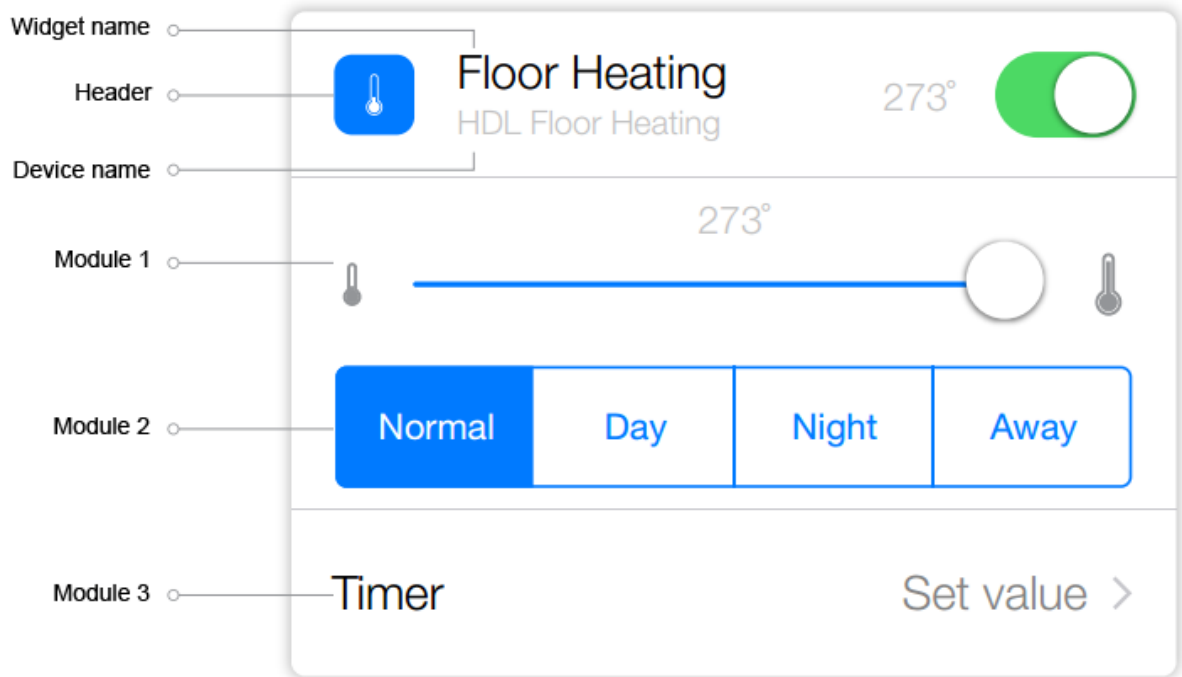 Widget name
Floor Heating
Header
273°
HDL Floor Heating
Device name
273°
Module 1
Module 2
Normal Day Night Away
Module 3
Timer
Set value >